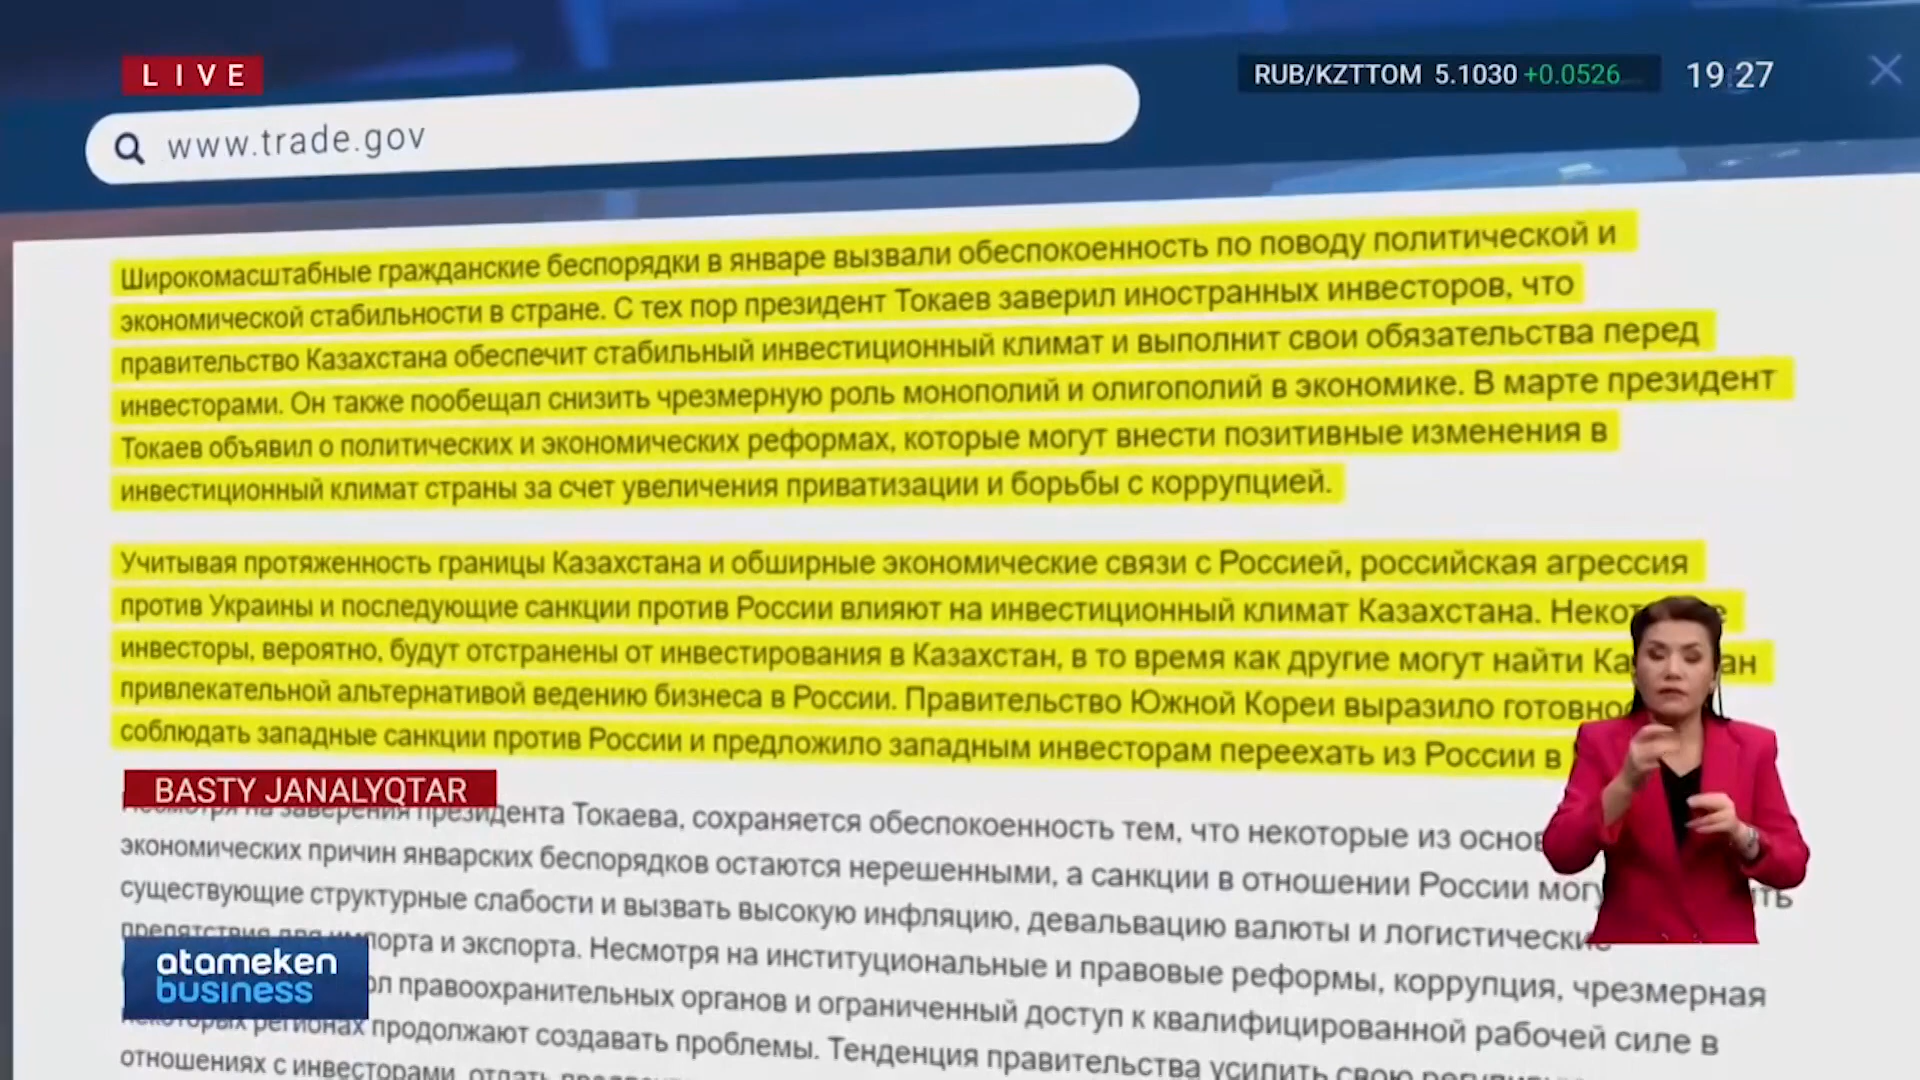 LIVE
www.trade.gov
RUB/KZTTOM 5.1030 +0.0526
19:27
Широкомасштабные гражданские беспорядки в январе вызвали обеспокоенность по поводу политической и
экономической стабильности в стране. С тех пор президент Токаев заверил иностранных инвесторов, что
правительство Казахстана обеспечит стабильный инвестиционный климат и выполнит свои обязательства перед
инвесторами. Он также пообещал снизить чрезмерную роль монополий и олигополий в экономике. В марте президент
Токаев объявил о политических и экономических реформах, которые могут внести позитивные изменения в
инвестиционный климат страны за счет увеличения приватизации и борьбы с коррупцией.
Учитывая протяженность границы Казахстана и обширные экономические связи с Россией, российская агрессия
против Украины и последующие санкции против России влияют на инвестиционный климат Казахстана.
инвесторы, вероятно, будут отстранены от инвестирования в Казахстан, в то время как другие могут найти
привлекательной альтернативой ведению бизнеса в России. Правительство Южной Кореи выразило
соблюдать западные санкции против России и предложило западным инвесторам переехать из России в
BASTY JANALYQTAR
заверения президента Токаева, сохраняется обеспокоенность тем, что некоторые из
экономических причин январских беспорядков остаются нерешенными, а санкции в отношении России
существующие структурные слабости и вызвать высокую инфляцию, девальвацию валюты и логистические
и экспорта. Несмотря на институциональные и правовые реформы, коррупция, чрезмерная
правоохранительных органов и ограниченный доступ к квалифицированной рабочей силе в
некоторых регионах продолжают создавать проблемы. Тенденция правительства усилить свою
отношениях с инвесторами, отдать
atameken
business